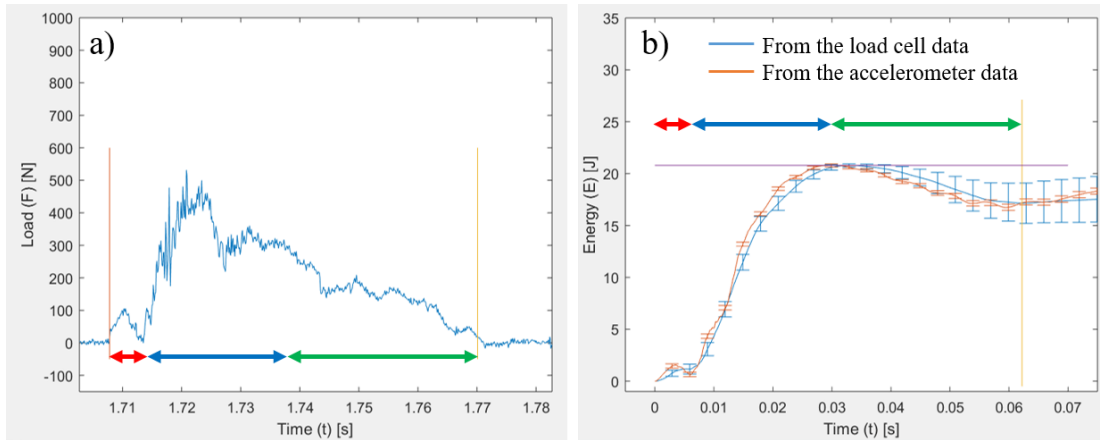 a)
1000
900
800
700
600
500
400
300
200
100
0
-100
Load (F) [N]
1.71 1.72 1.73 1.74 1.75 1.76 1.77 1.78
Time (t) [s]
b)
From the load cell data
From the accelerometer data
35
30
25
20
15
10
5
0
Energy (E) [J]
0 0.01 0.02 0.03 0.04 0.05 0.06 0.07
Time (t) [s]